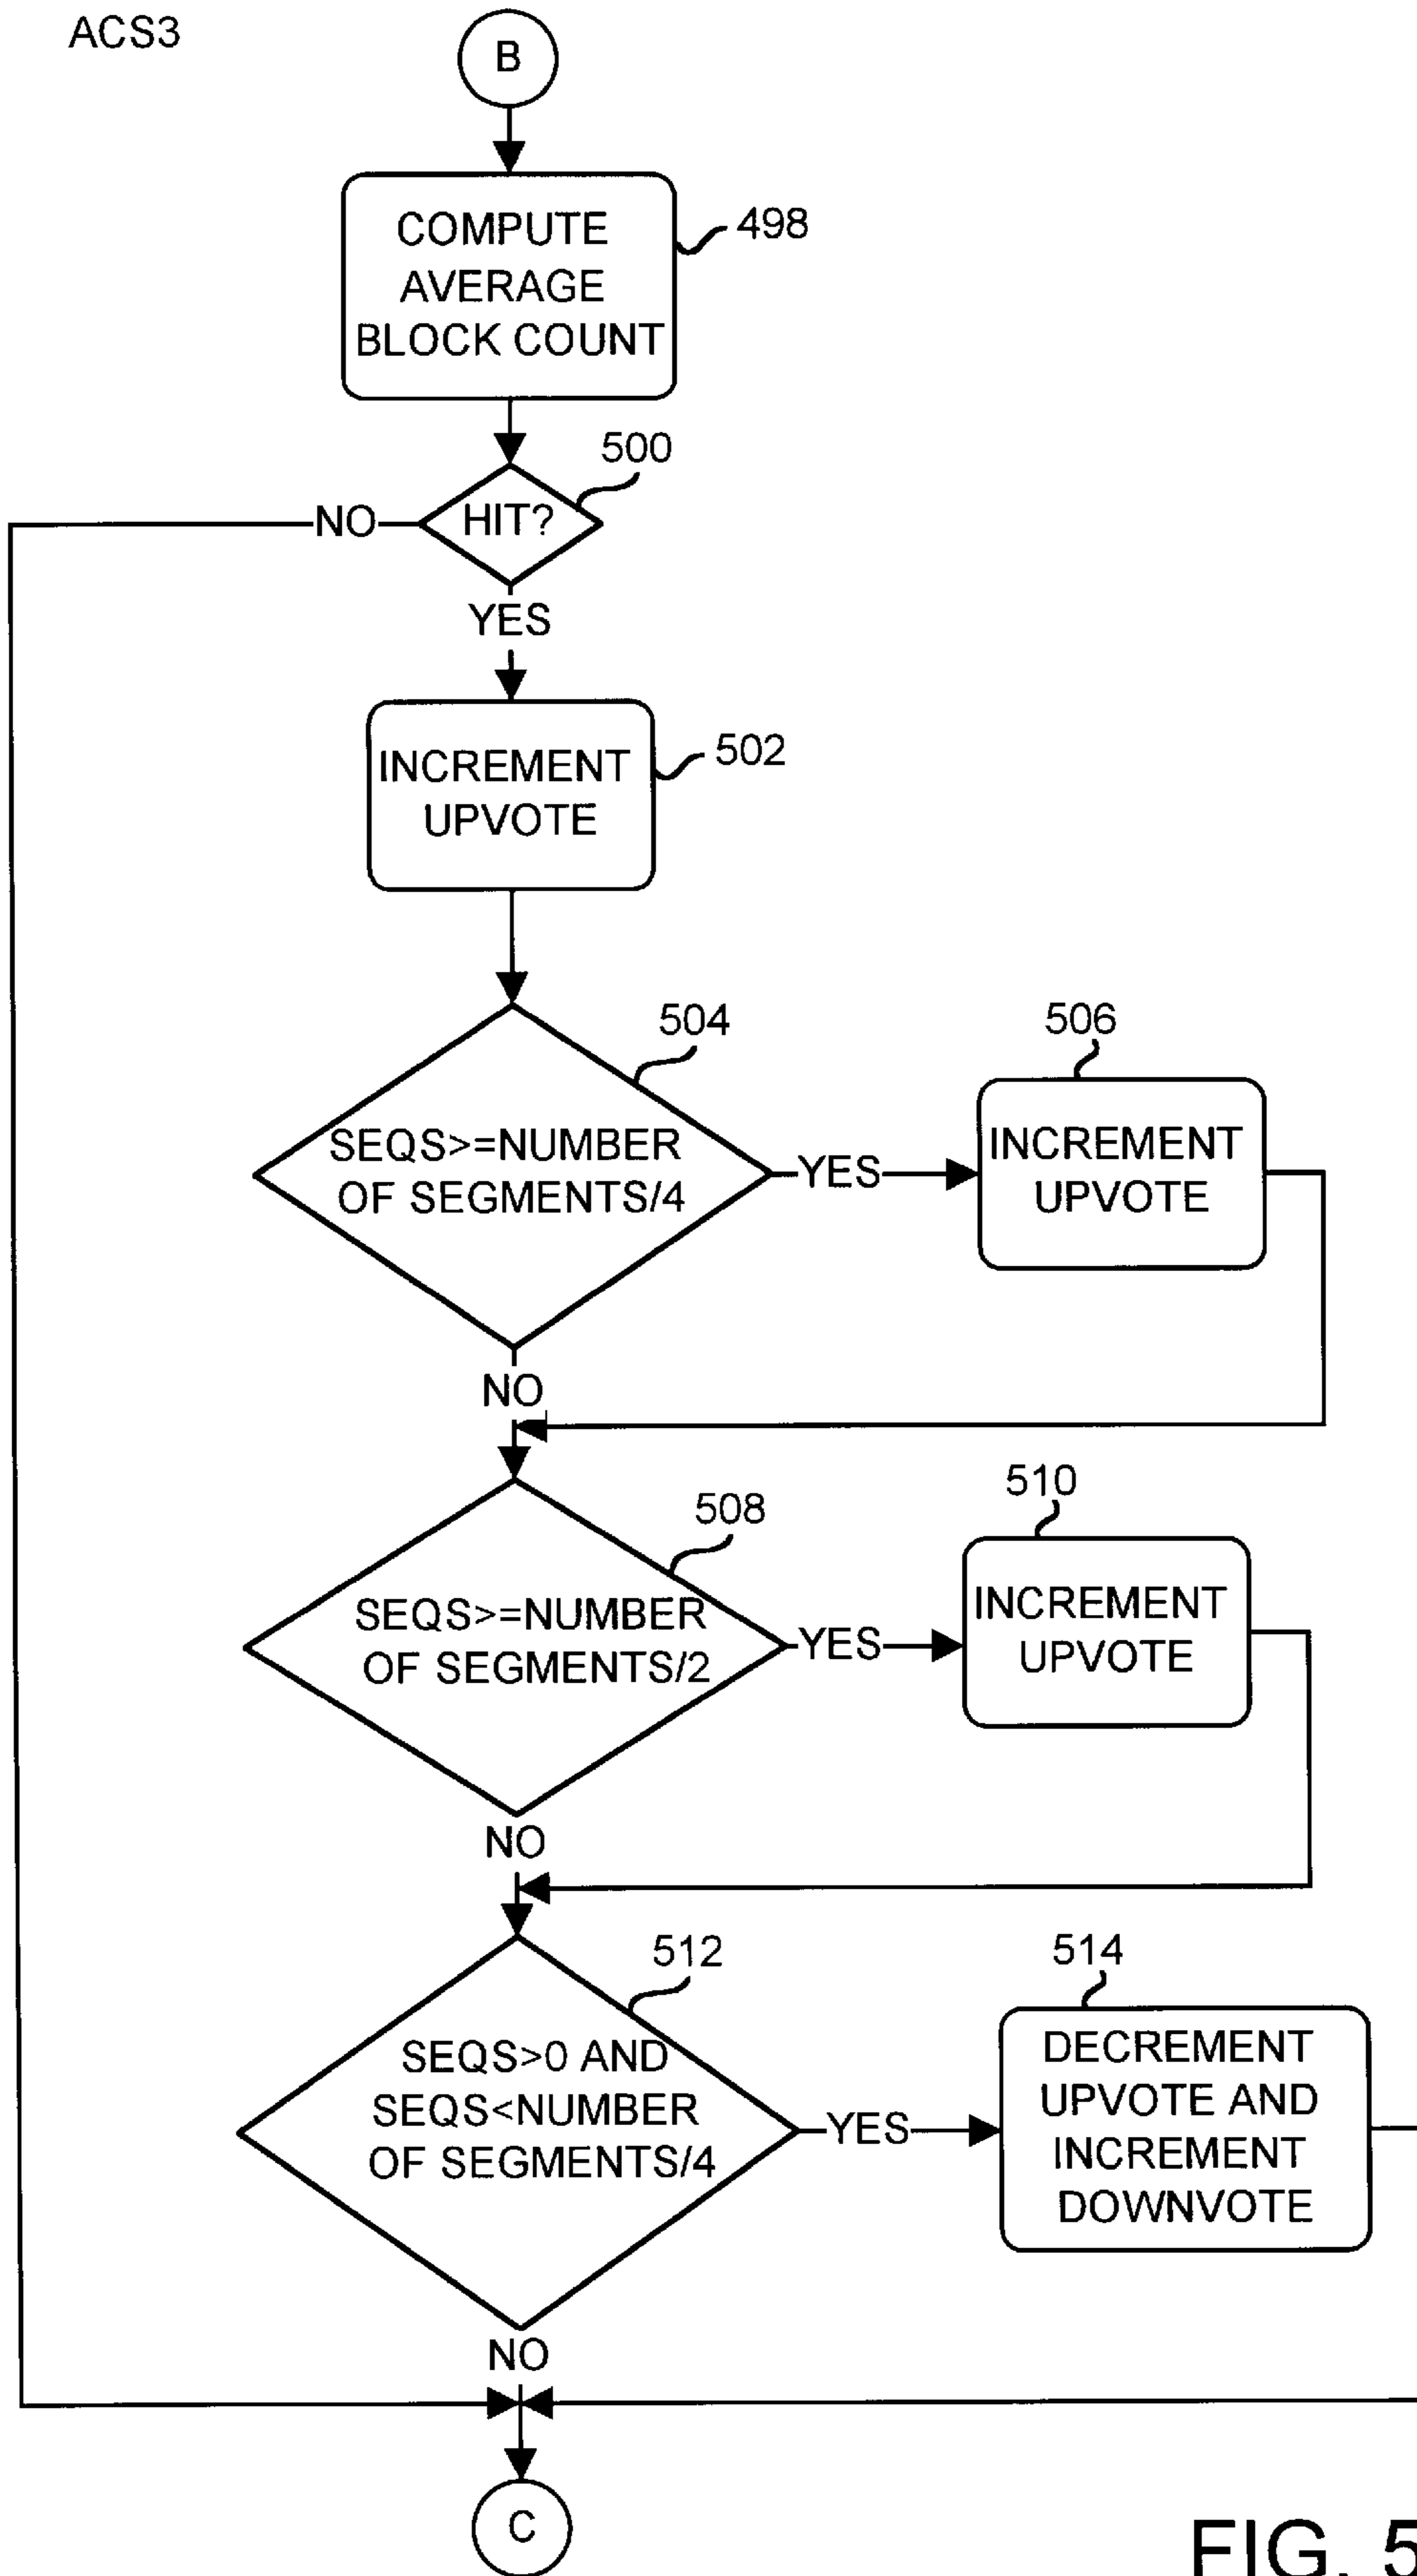 ACS3
B
COMPUTE
AVERAGE
BLOCK COUNT
498
500
HIT?
NO
YES
INCREMENT
UPVOTE
502
504
SEQS>=NUMBER
OF SEGMENTS/4
YES
506
INCREMENT
UPVOTE
NO
508
SEQS>=NUMBER
OF SEGMENTS/2
YES
510
INCREMENT
UPVOTE
NO
512
SEQS>0 AND
SEQS<NUMBER
OF SEGMENTS/4
YES
514
DECREMENT
UPVOTE AND
INCREMENT
DOWNVOTE
NO
C
FIG. 5